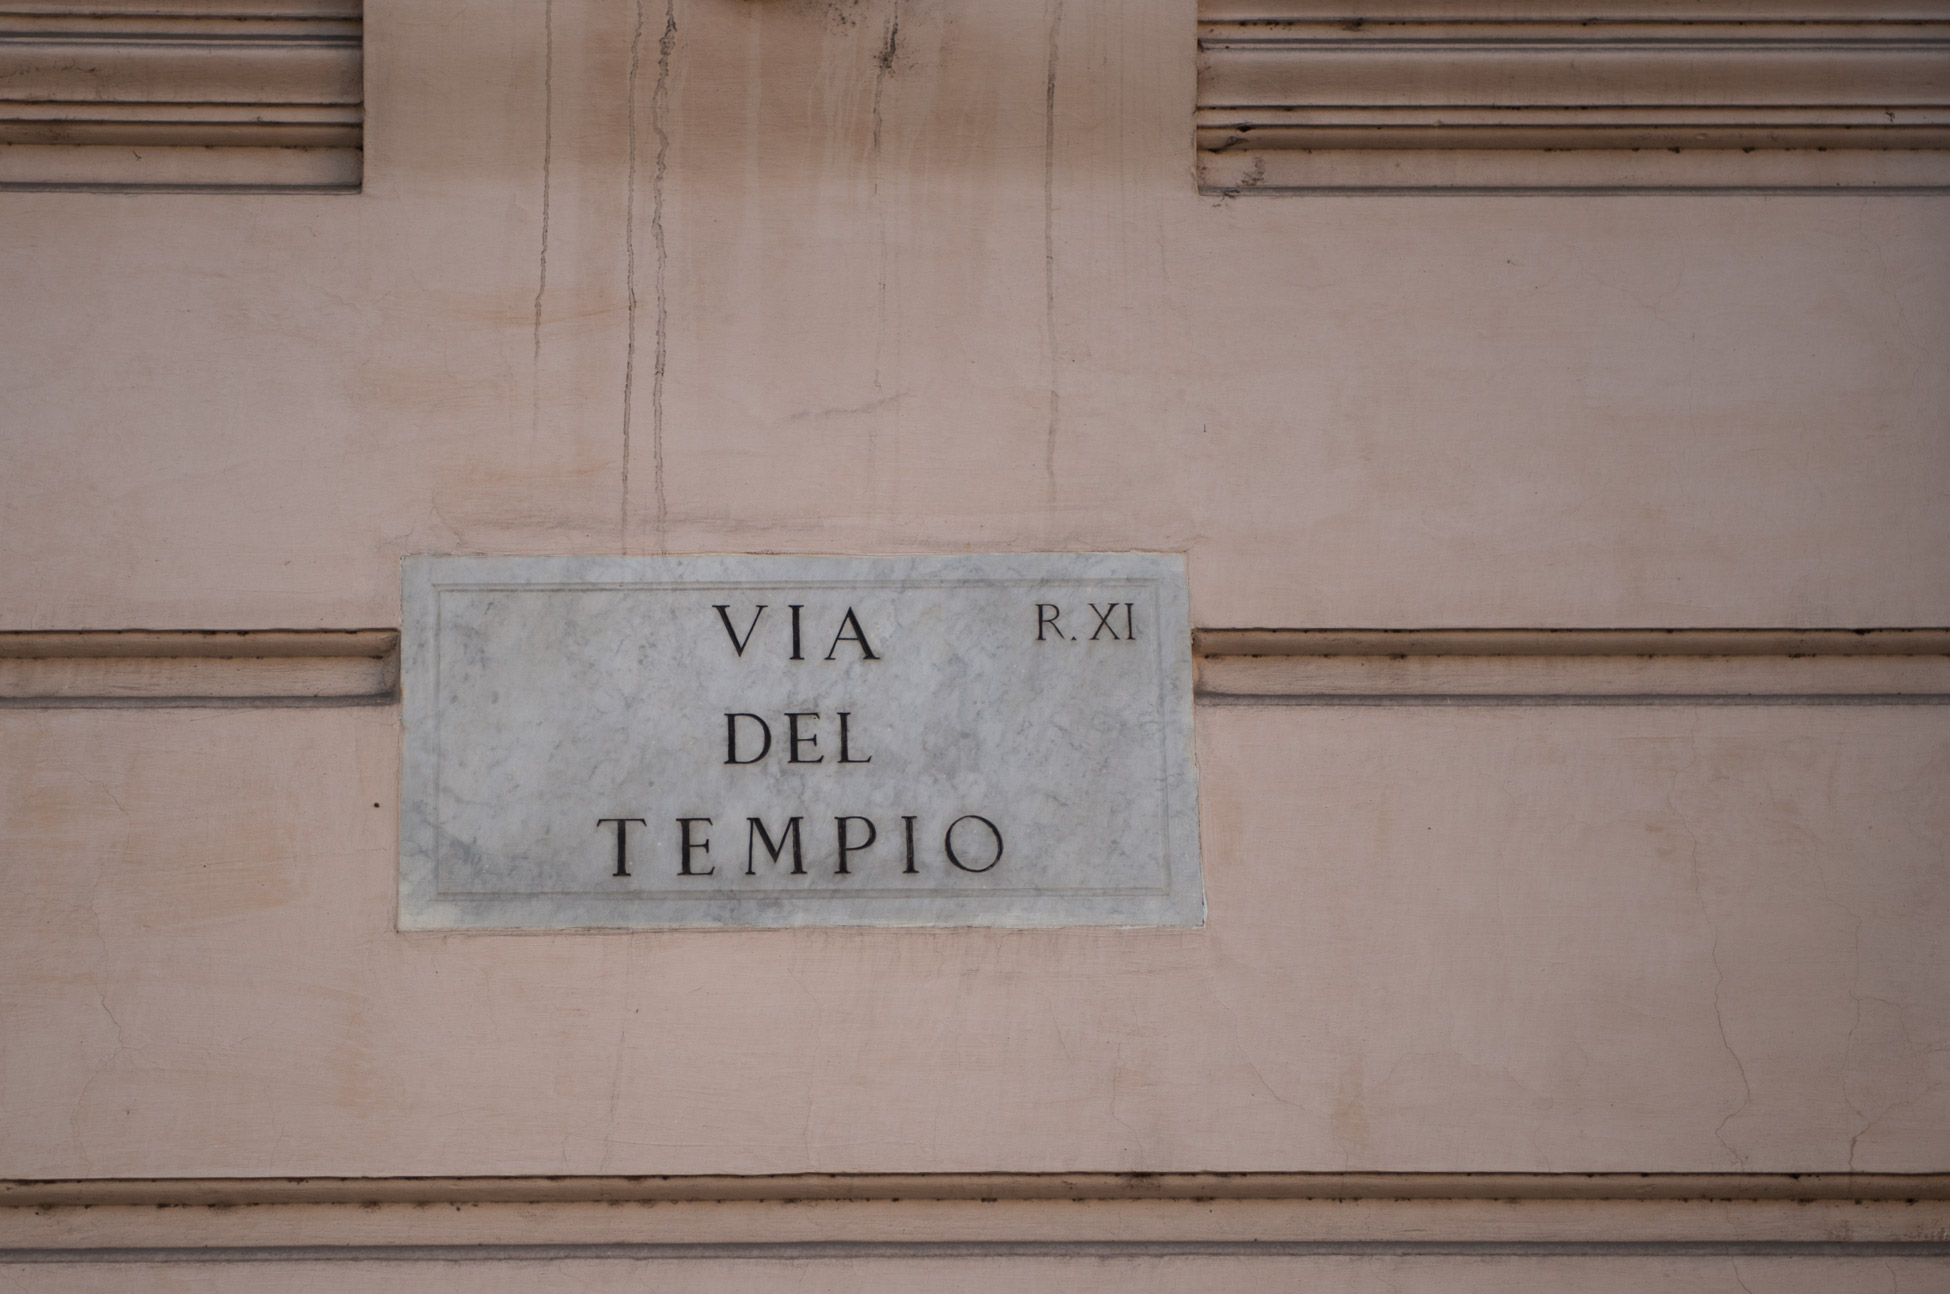 VIA R. XI
DEL
TEMPIO